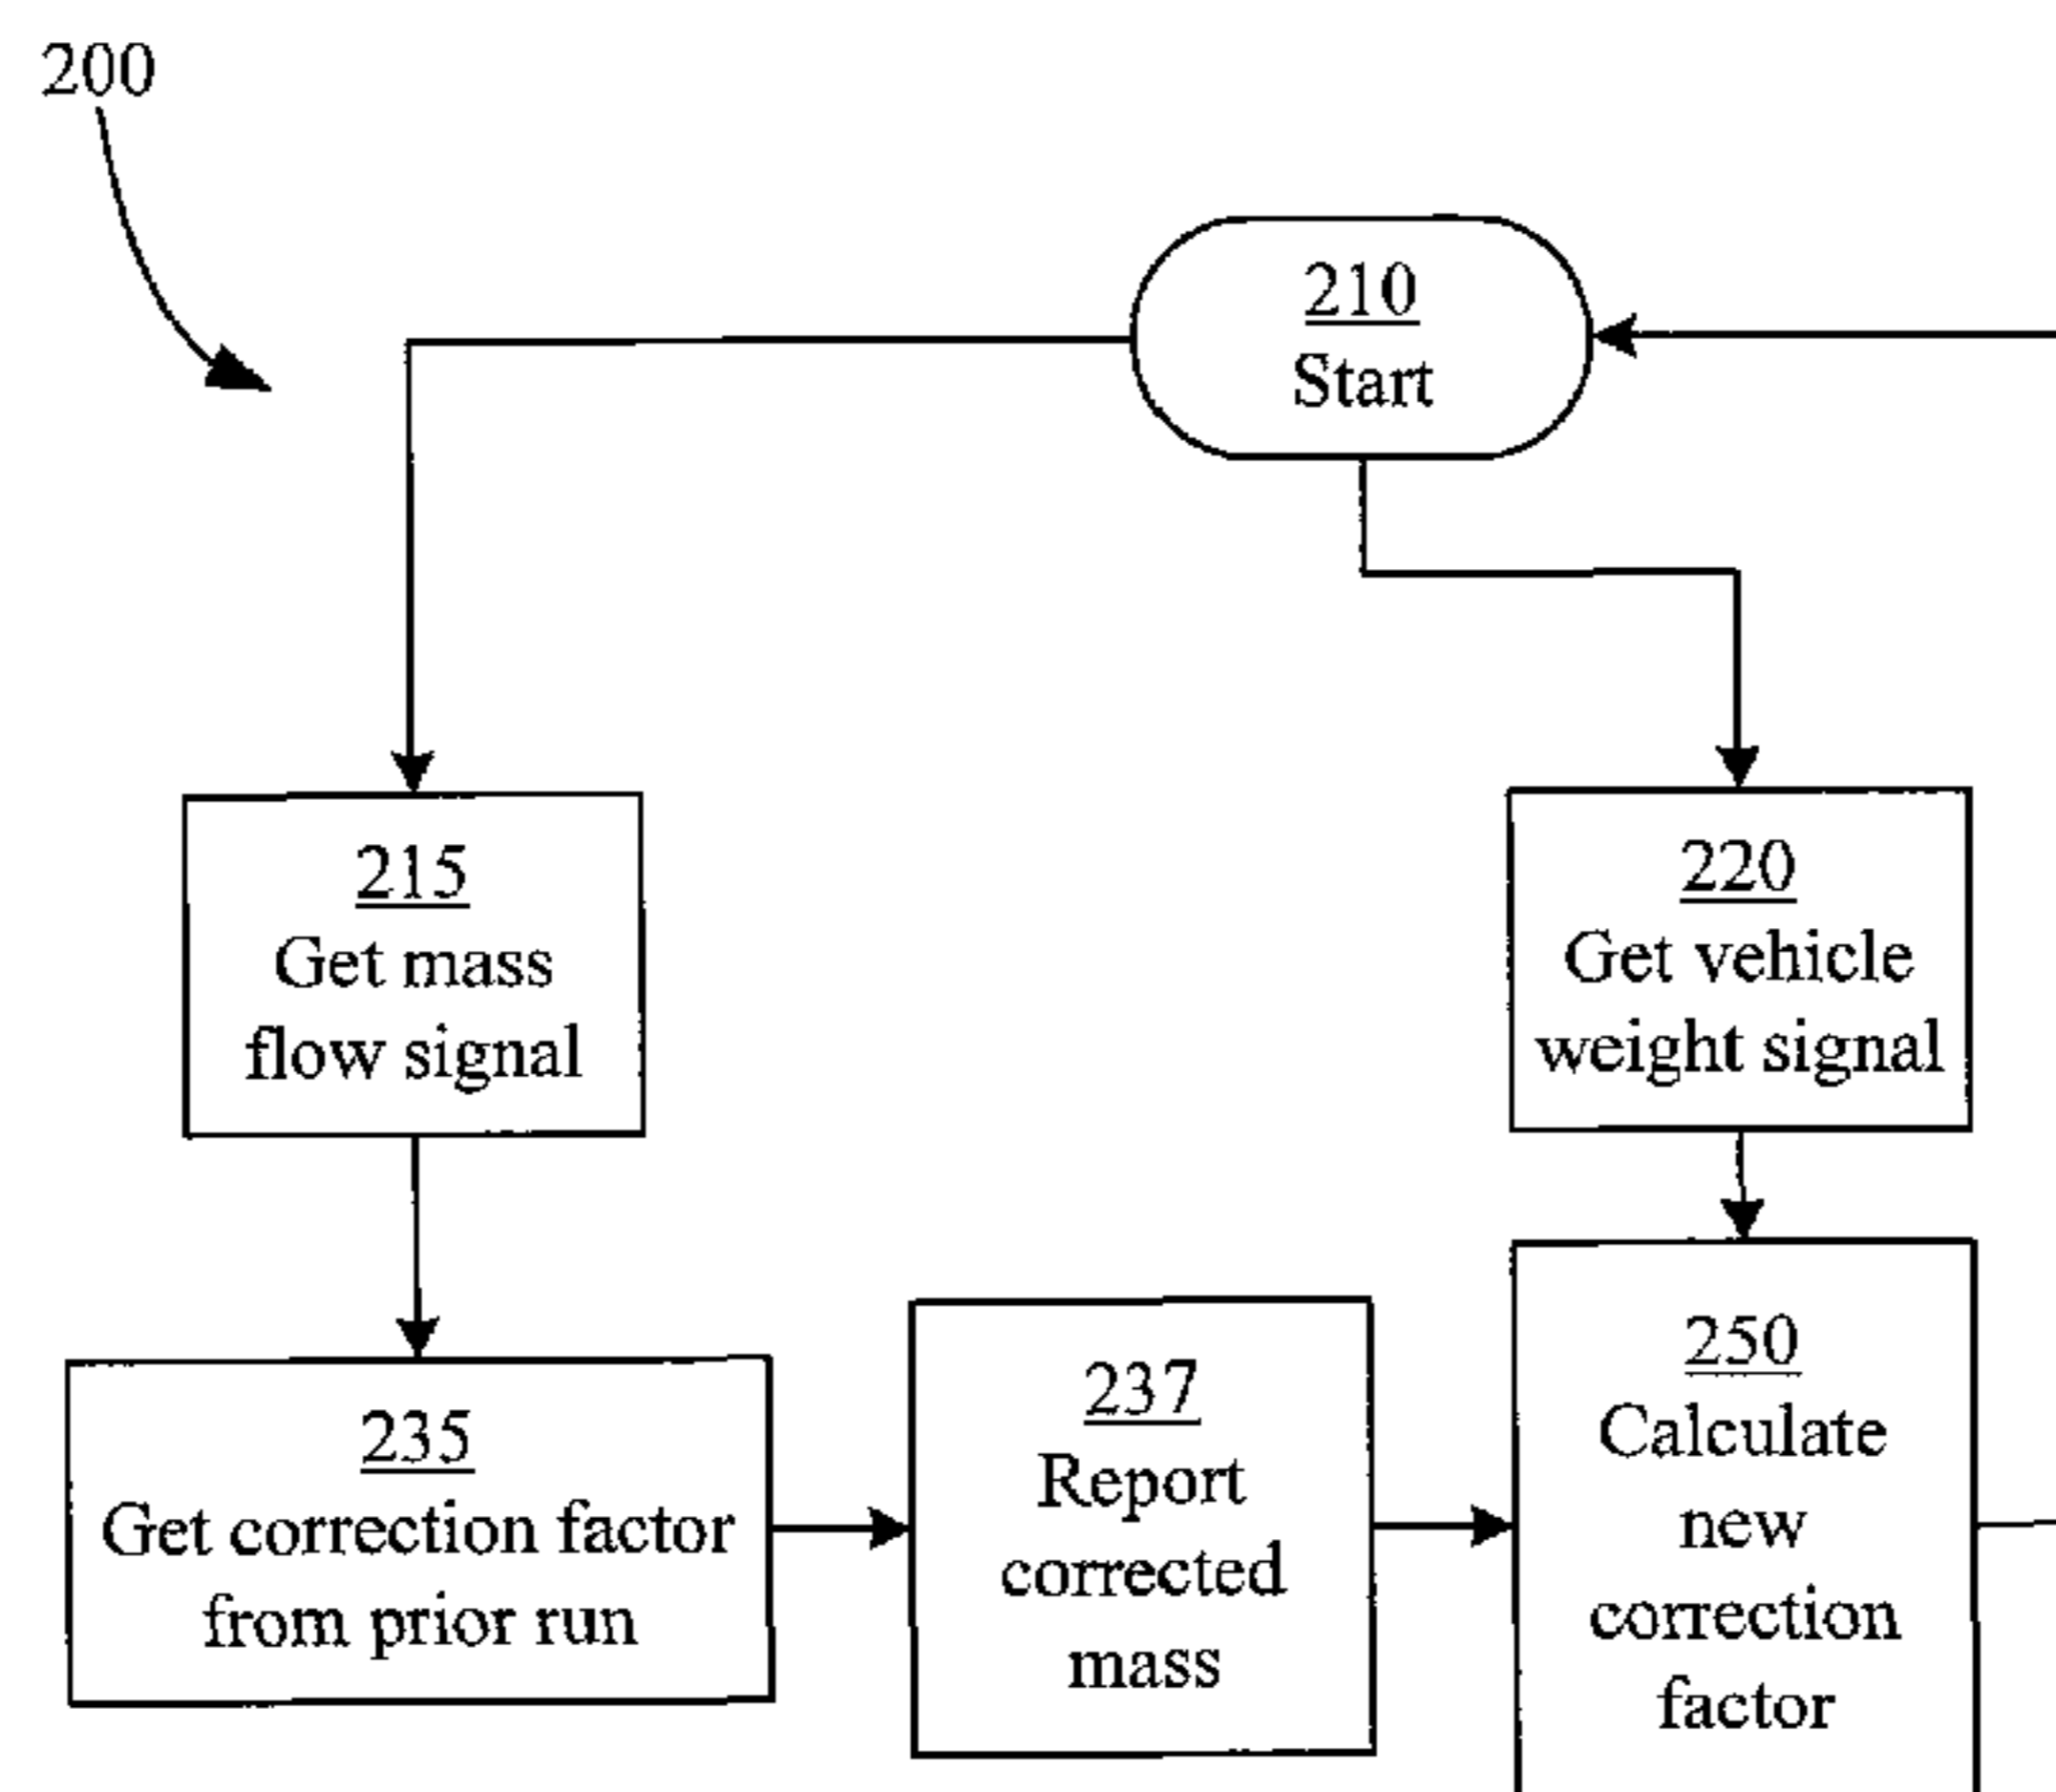 200
210
Start
215
Get mass
flow signal
220
Get vehicle
weight signal
235
Get correction factor
from prior run
237
Report
corrected
mass
250
Calculate
new
correction
factor